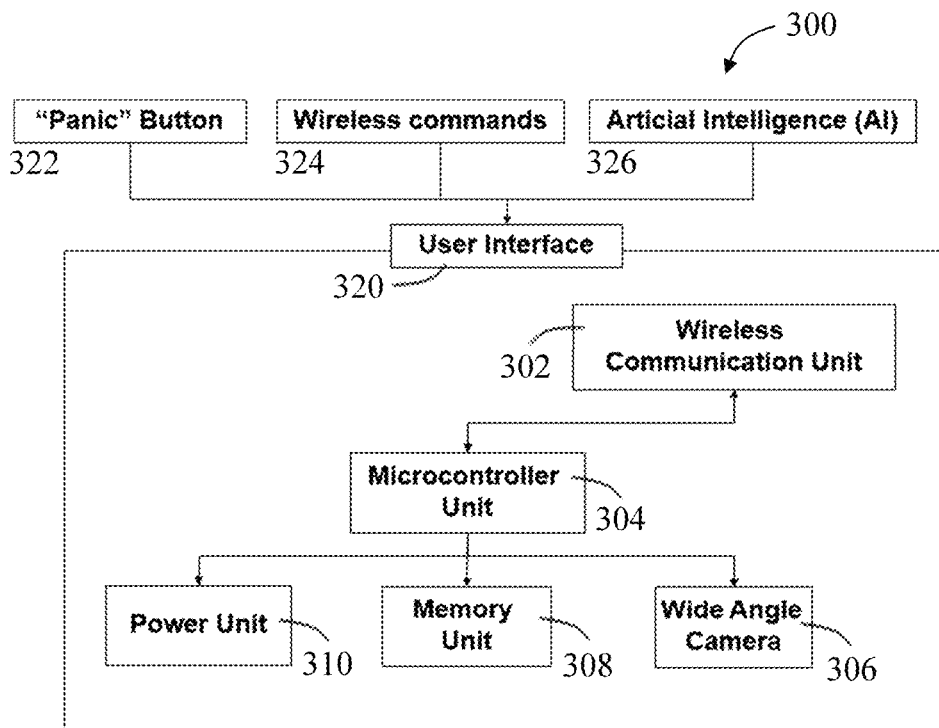 300
“Panic” Button
Wireless commands
Articial Intelligence (AI)
322
324
326
User Interface
320
Wireless
Communication Unit
302
Microcontroller
Unit
304
Power Unit
310
Memory
Unit
308
Wide Angle
Camera
306